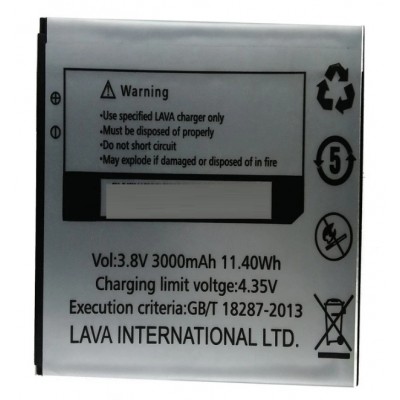 Warning
•Use specified LAVA charger only
•Must be disposed of properly
•Do not short circuit
•May explode if damaged or disposed in fire
5
Vol:3.8V 3000mAh 11.40Wh
Charging limit voltge:4.35V
Execution criteria:GB/T 18287-2013
LAVA INTERNATIONAL LTD.